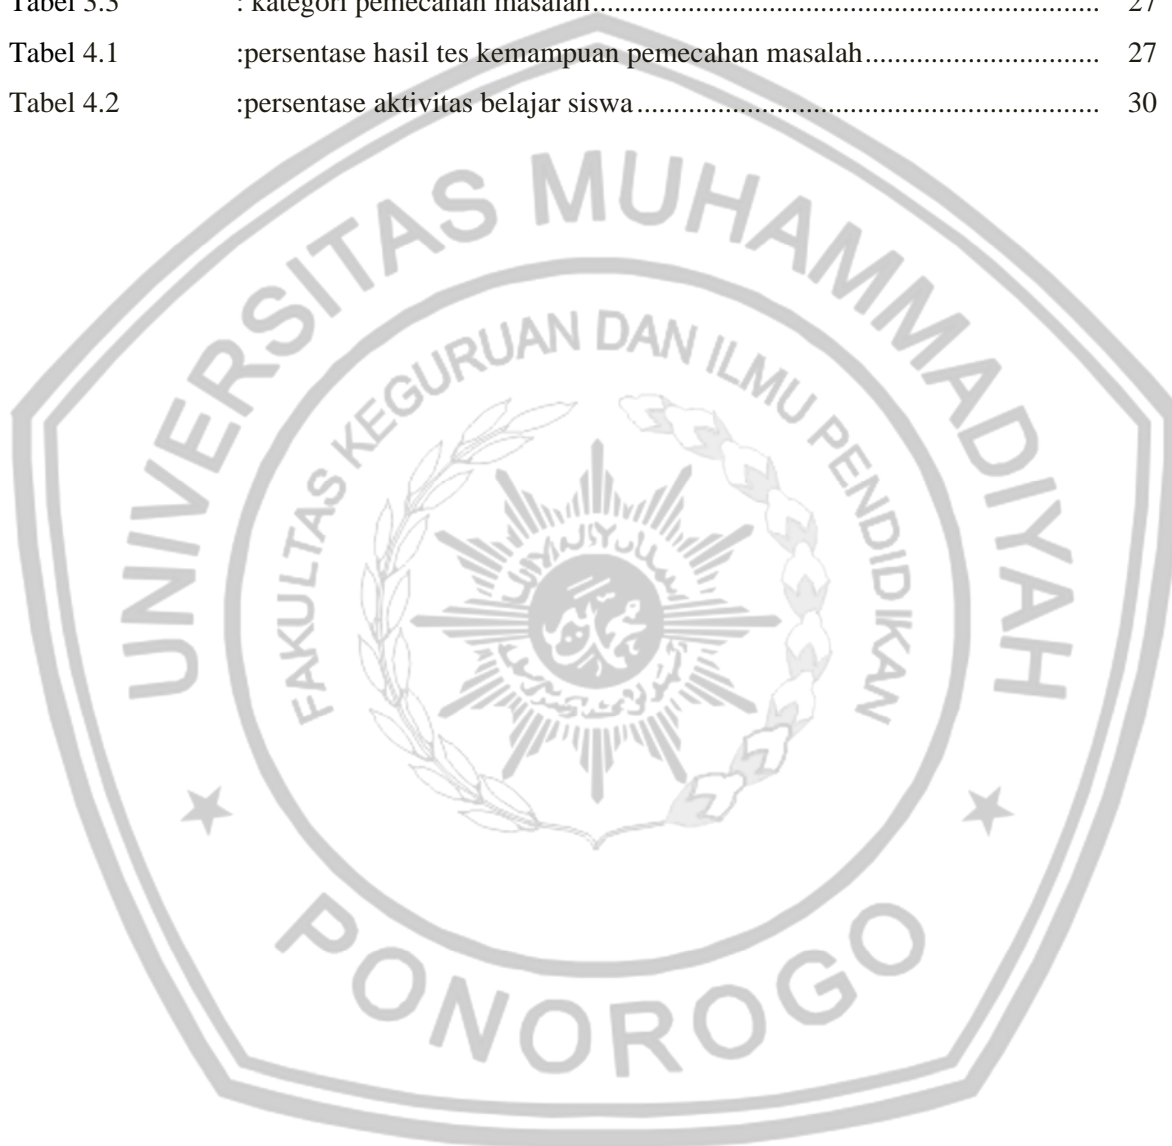 Tabel 3.3 : kategori pemecahan masalah.................................................................... 27
Tabel 4.1 :persentase hasil tes kemampuan pemecahan masalah................................ 27
Tabel 4.2 :persentase aktivitas belajar siswa............................................................... 30
UNIVERSITAS MUHAMMADIYAH
FAKULTAS KEGURUAN DAN ILMU PENDIDIKAN
PONOROGO